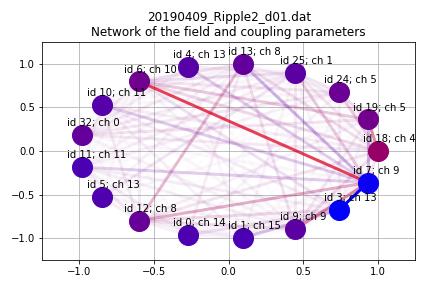 20190409_Ripple2_d01.dat
Network of the field and coupling parameters
id 4; ch 13
id 13; ch 8
id 25; ch 1
id 6; ch 10
id 24; ch 5
id 10; ch 11
id 19; ch 5
id 32; ch 0
id 18; ch 4
id 11; ch 11
id 7; ch 9
id 5; ch 13
id 3; ch 13
id 12; ch 8
id 9; ch 9
id 0; ch 14
id 1; ch 15
1.0
0.5
0.0
−0.5
−1.0
−1.0
−0.5
0.0
0.5
1.0